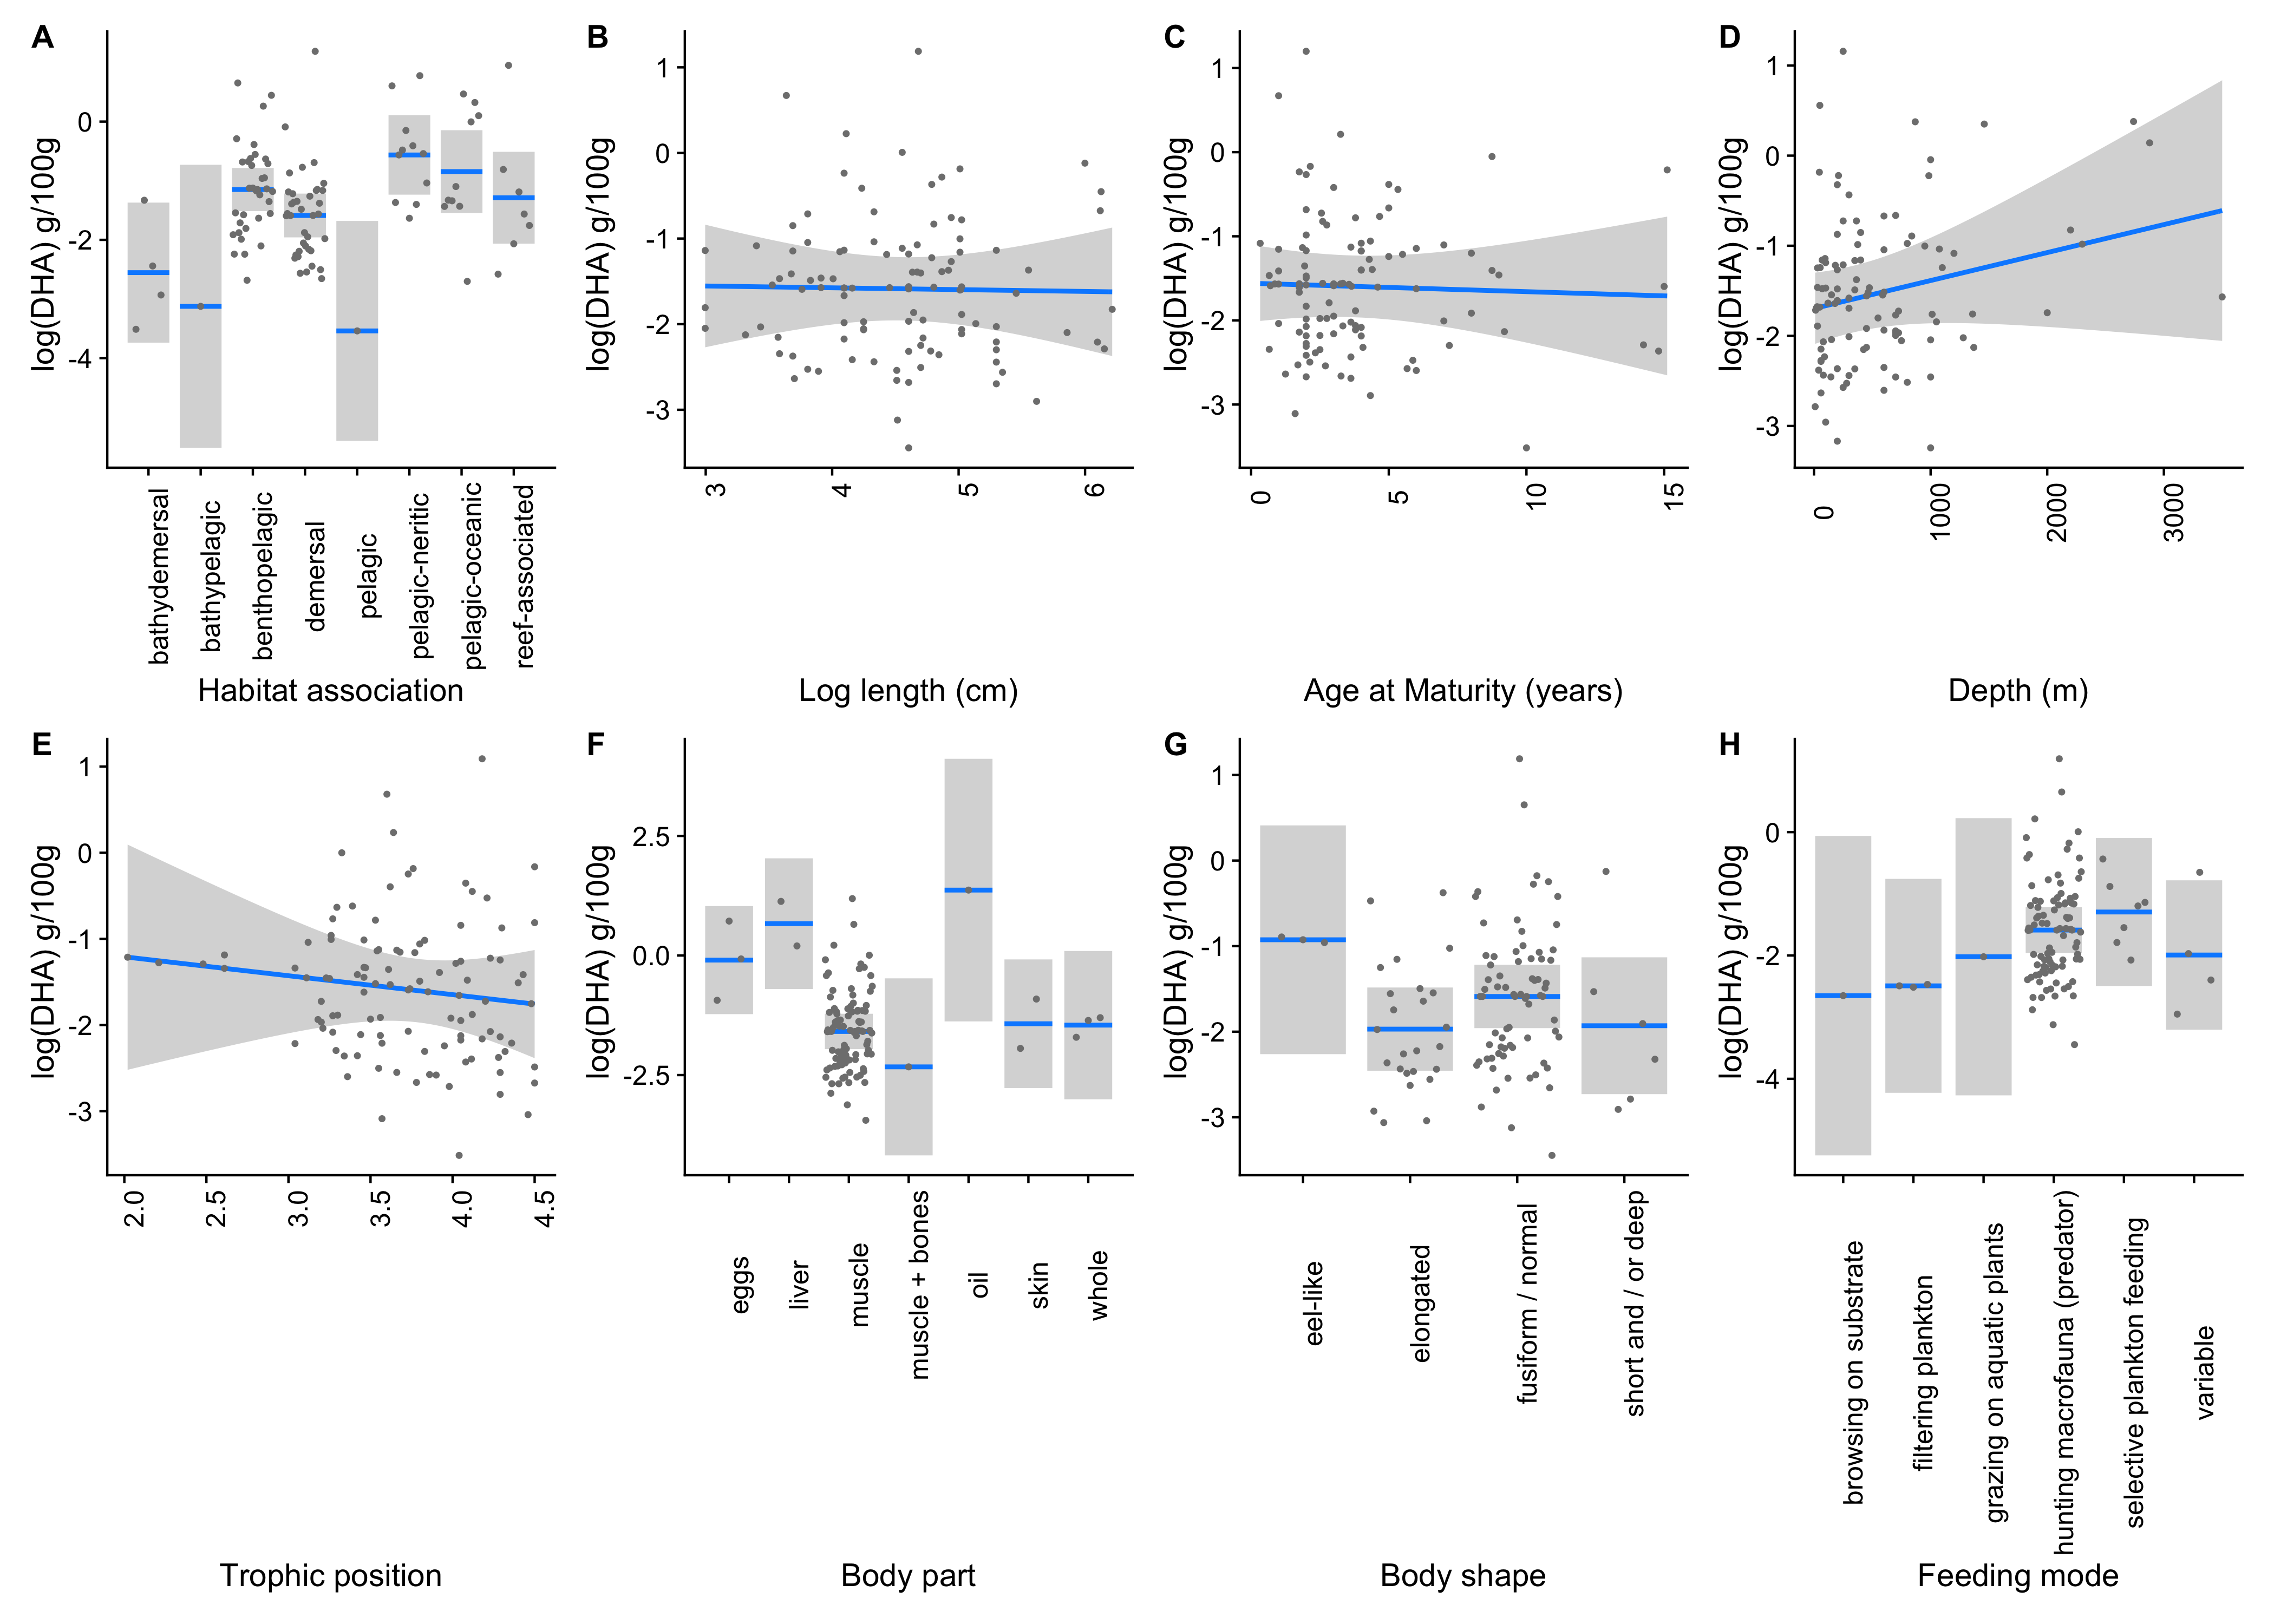 A
log(DHA) g/100g
0
-2
-4
bathydemersal
bathypelagic
benthopelagic
demersal
pelagic
pelagic-neritic
pelagic-oceanic
reef-associated
Habitat association
B
log(DHA) g/100g
1
0
-1
-2
-3
3
4
5
6
Log length (cm)
C
log(DHA) g/100g
1
0
-1
-2
-3
0
5
10
15
Age at Maturity (years)
D
log(DHA) g/100g
1
0
-1
-2
-3
0
1000
2000
3000
Depth (m)
E
log(DHA) g/100g
1
0
-1
-2
-3
2.0
2.5
3.0
3.5
4.0
4.5
Trophic position
F
log(DHA) g/100g
2.5
0.0
-2.5
eggs
liver
muscle
muscle + bones
oil
skin
whole
Body part
G
log(DHA) g/100g
1
0
-1
-2
-3
eel-like
elongated
fusiform / normal
short and / or deep
Body shape
H
log(DHA) g/100g
0
-2
-4
browsing on substrate
filtering plankton
grazing on aquatic plants
hunting macrofauna (predator)
selective plankton feeding
variable
Feeding mode